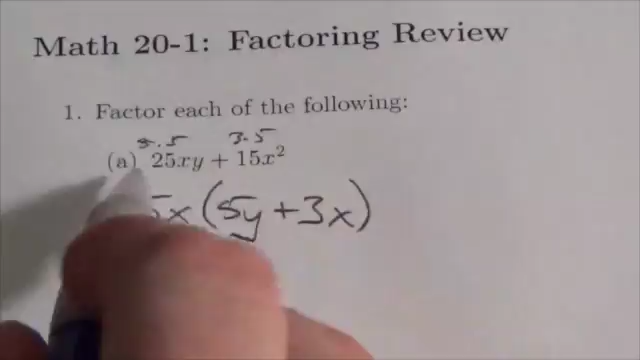 Math 20-1: Factoring Review
1. Factor each of the following:
5·5 3·5
(a) 25xy + 15x²
5x(5y+3x)